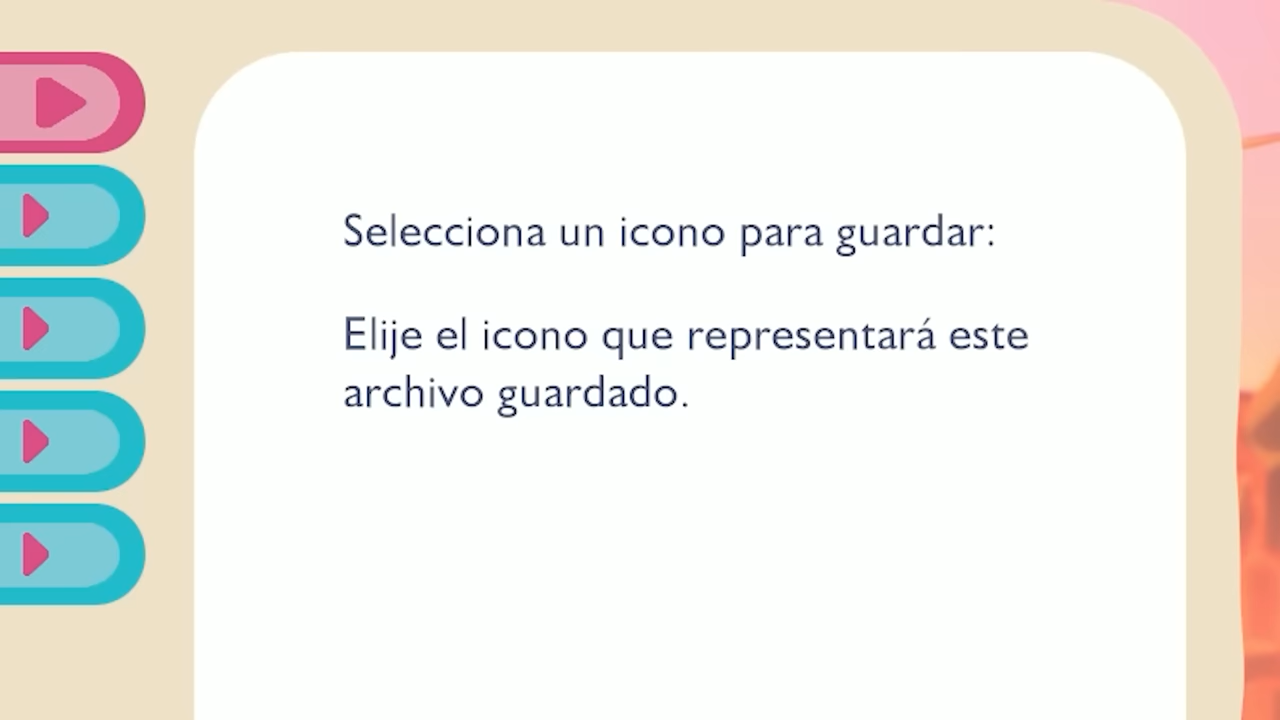 Selecciona un icono para guardar:
Elije el icono que representará este
archivo guardado.